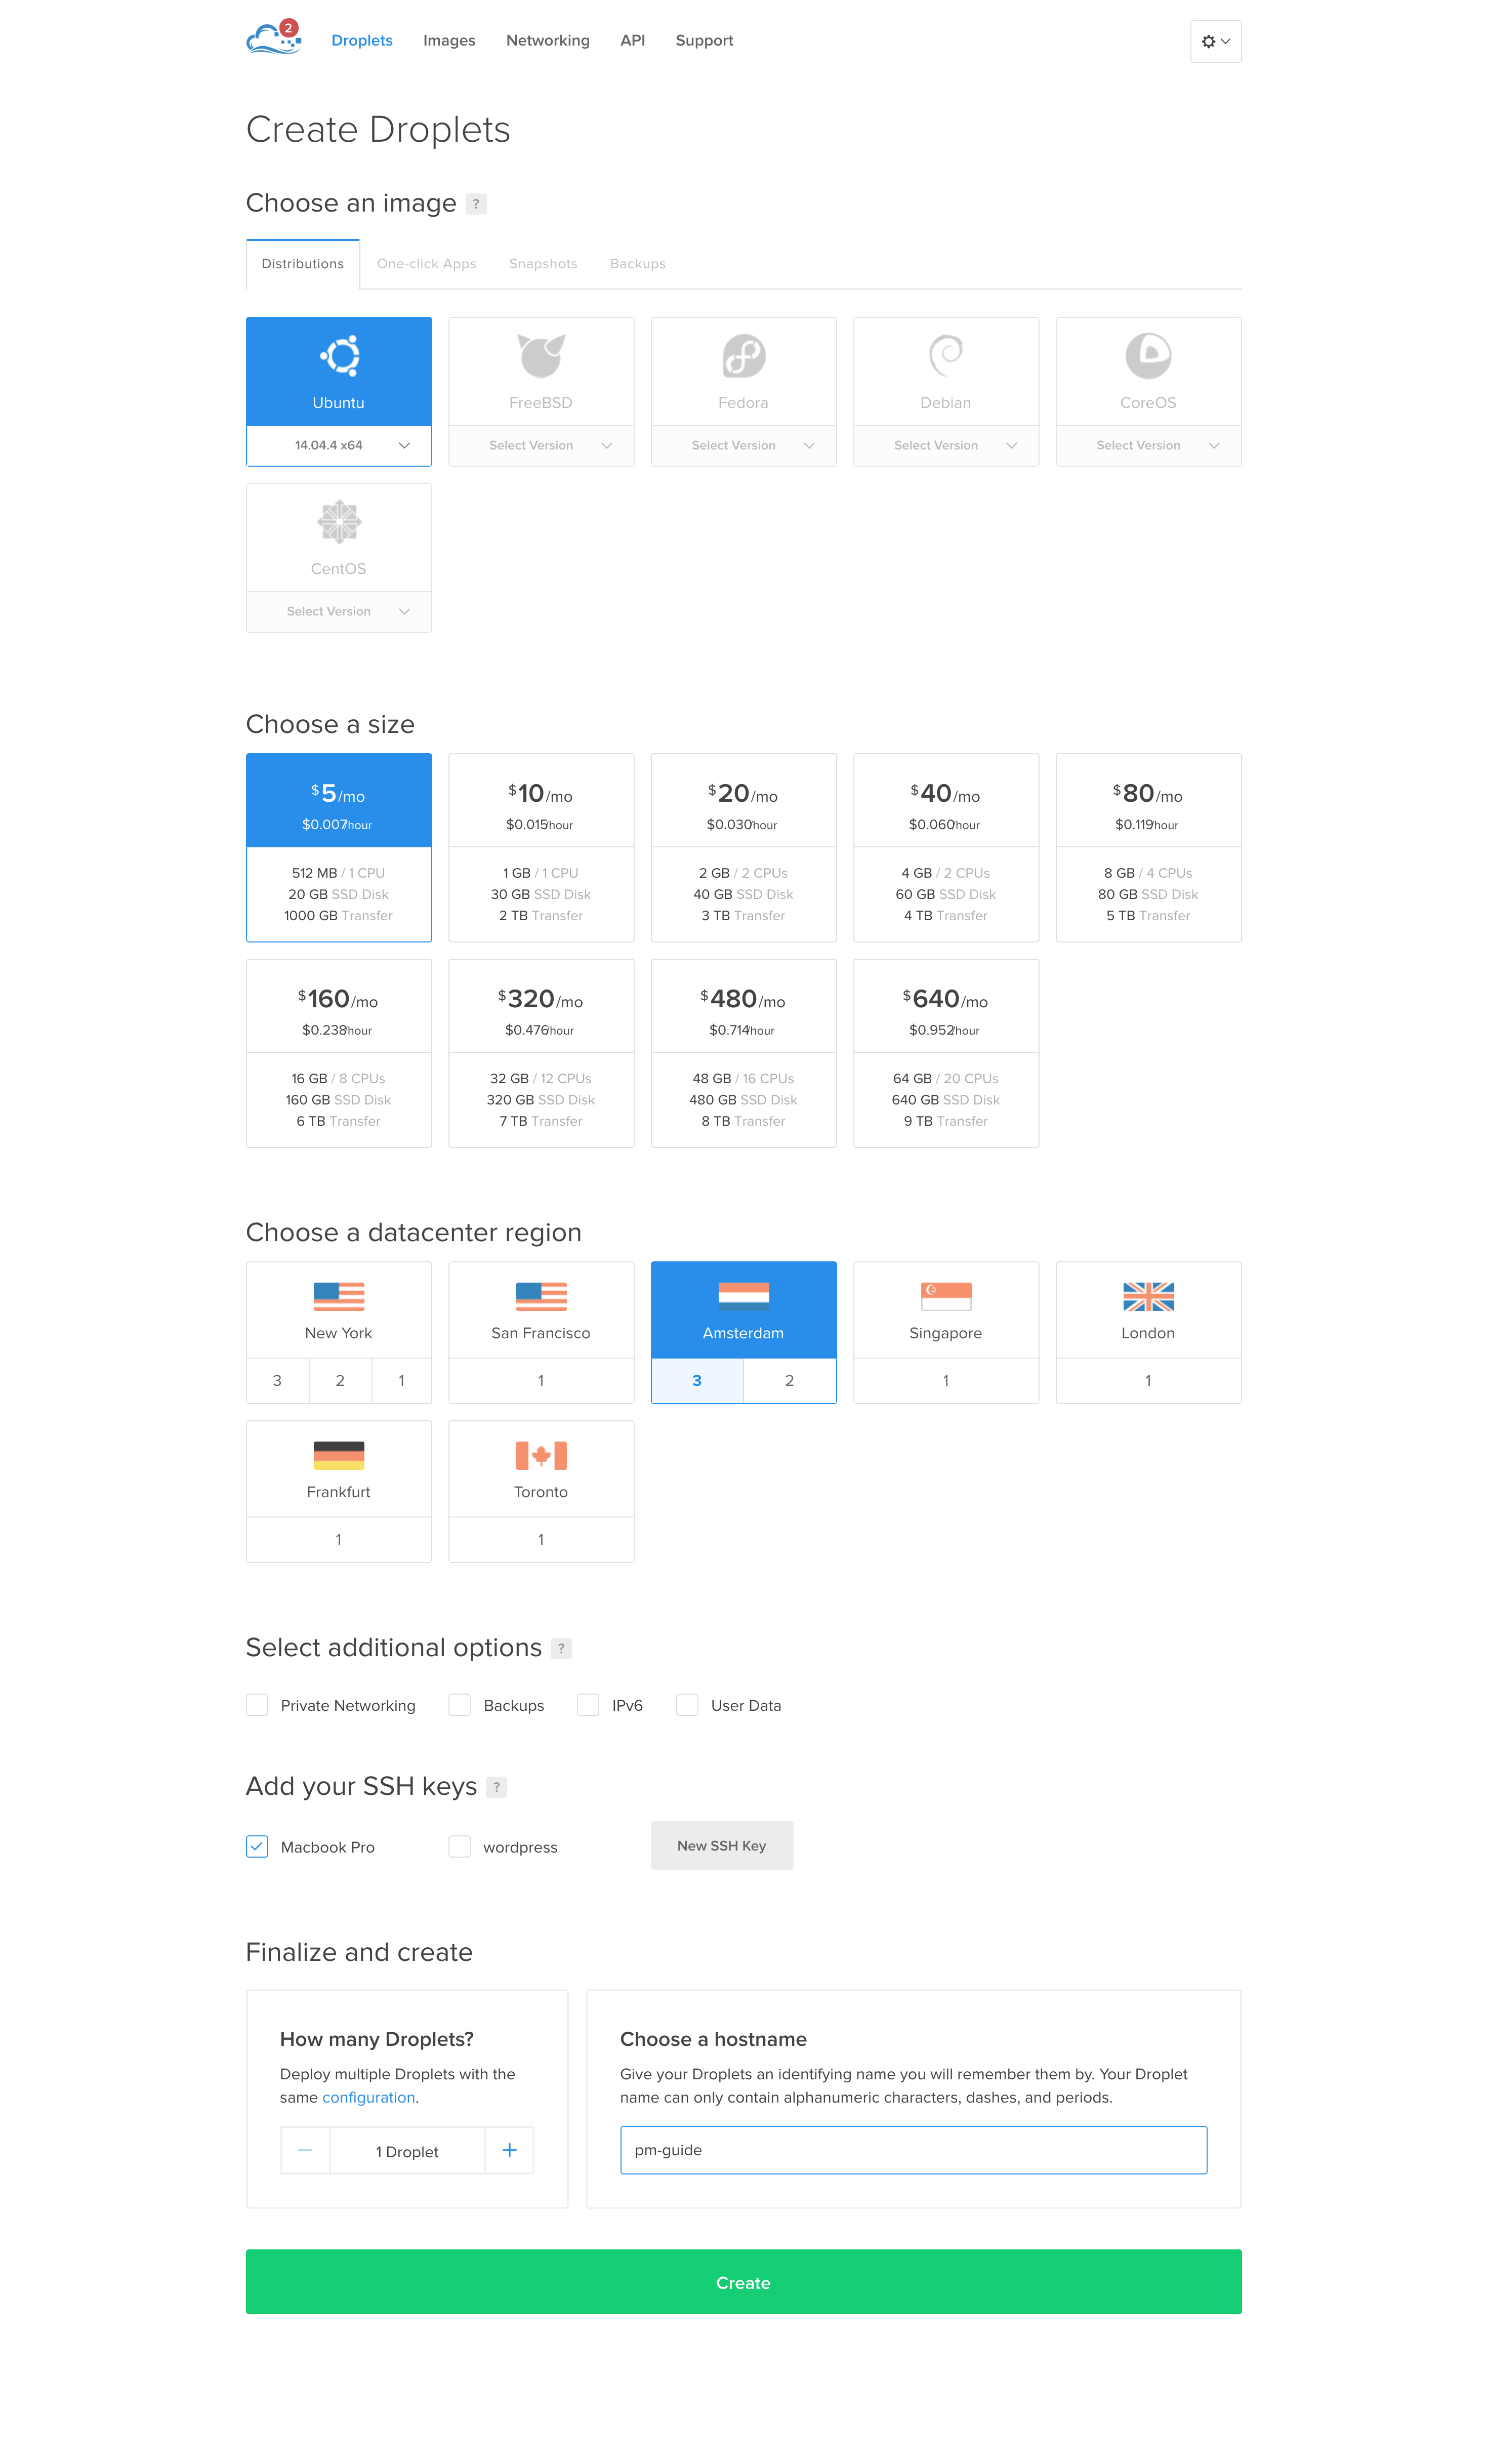 2
Droplets Images Networking API Support
Create Droplets
Choose an image ?
Distributions One-click Apps Snapshots Backups
Ubuntu FreeBSD Fedora Debian CoreOS
14.04.4 x64 Select Version Select Version Select Version Select Version
CentOS
Select Version
Choose a size
$5/mo $10/mo $20/mo $40/mo $80/mo
$0.007/hour $0.015/hour $0.030/hour $0.060/hour $0.119/hour
512 MB / 1 CPU 1 GB / 1 CPU 2 GB / 2 CPUs 4 GB / 2 CPUs 8 GB / 4 CPUs
20 GB SSD Disk 30 GB SSD Disk 40 GB SSD Disk 60 GB SSD Disk 80 GB SSD Disk
1000 GB Transfer 2 TB Transfer 3 TB Transfer 4 TB Transfer 5 TB Transfer
$160/mo $320/mo $480/mo $640/mo
$0.238/hour $0.476/hour $0.714/hour $0.952/hour
16 GB / 8 CPUs 32 GB / 12 CPUs 48 GB / 16 CPUs 64 GB / 20 CPUs
160 GB SSD Disk 320 GB SSD Disk 480 GB SSD Disk 640 GB SSD Disk
6 TB Transfer 7 TB Transfer 8 TB Transfer 9 TB Transfer
Choose a datacenter region
New York San Francisco Amsterdam Singapore London
3 2 1 1 3 2 1 1
Frankfurt Toronto
1 1
Select additional options ?
Private Networking Backups IPv6 User Data
Add your SSH keys ?
Macbook Pro wordpress New SSH Key
Finalize and create
How many Droplets?
Deploy multiple Droplets with the
same configuration.
1 Droplet
Choose a hostname
Give your Droplets an identifying name you will remember them by. Your Droplet
name can only contain alphanumeric characters, dashes, and periods.
pm-guide
Create